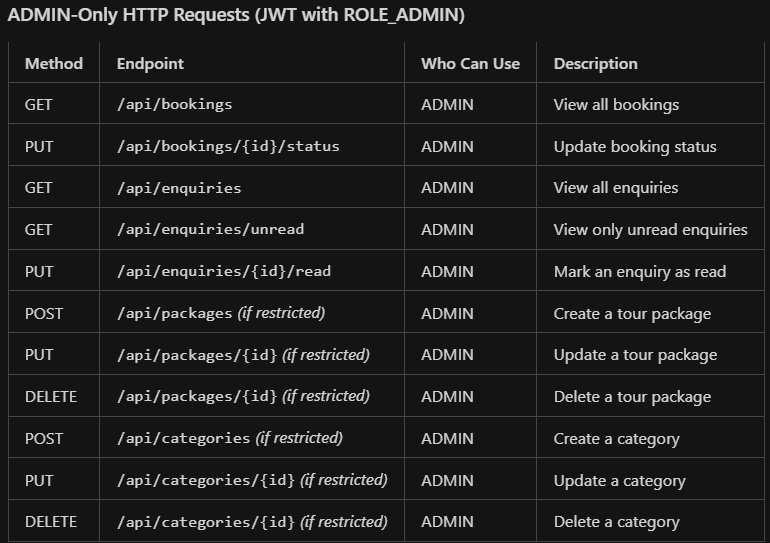 ADMIN-Only HTTP Requests (JWT with ROLE_ADMIN)
Method Endpoint Who Can Use Description
GET /api/bookings ADMIN View all bookings
PUT /api/bookings/{id}/status ADMIN Update booking status
GET /api/enquiries ADMIN View all enquiries
GET /api/enquiries/unread ADMIN View only unread enquiries
PUT /api/enquiries/{id}/read ADMIN Mark an enquiry as read
POST /api/packages (if restricted) ADMIN Create a tour package
PUT /api/packages/{id} (if restricted) ADMIN Update a tour package
DELETE /api/packages/{id} (if restricted) ADMIN Delete a tour package
POST /api/categories (if restricted) ADMIN Create a category
PUT /api/categories/{id} (if restricted) ADMIN Update a category
DELETE /api/categories/{id} (if restricted) ADMIN Delete a category